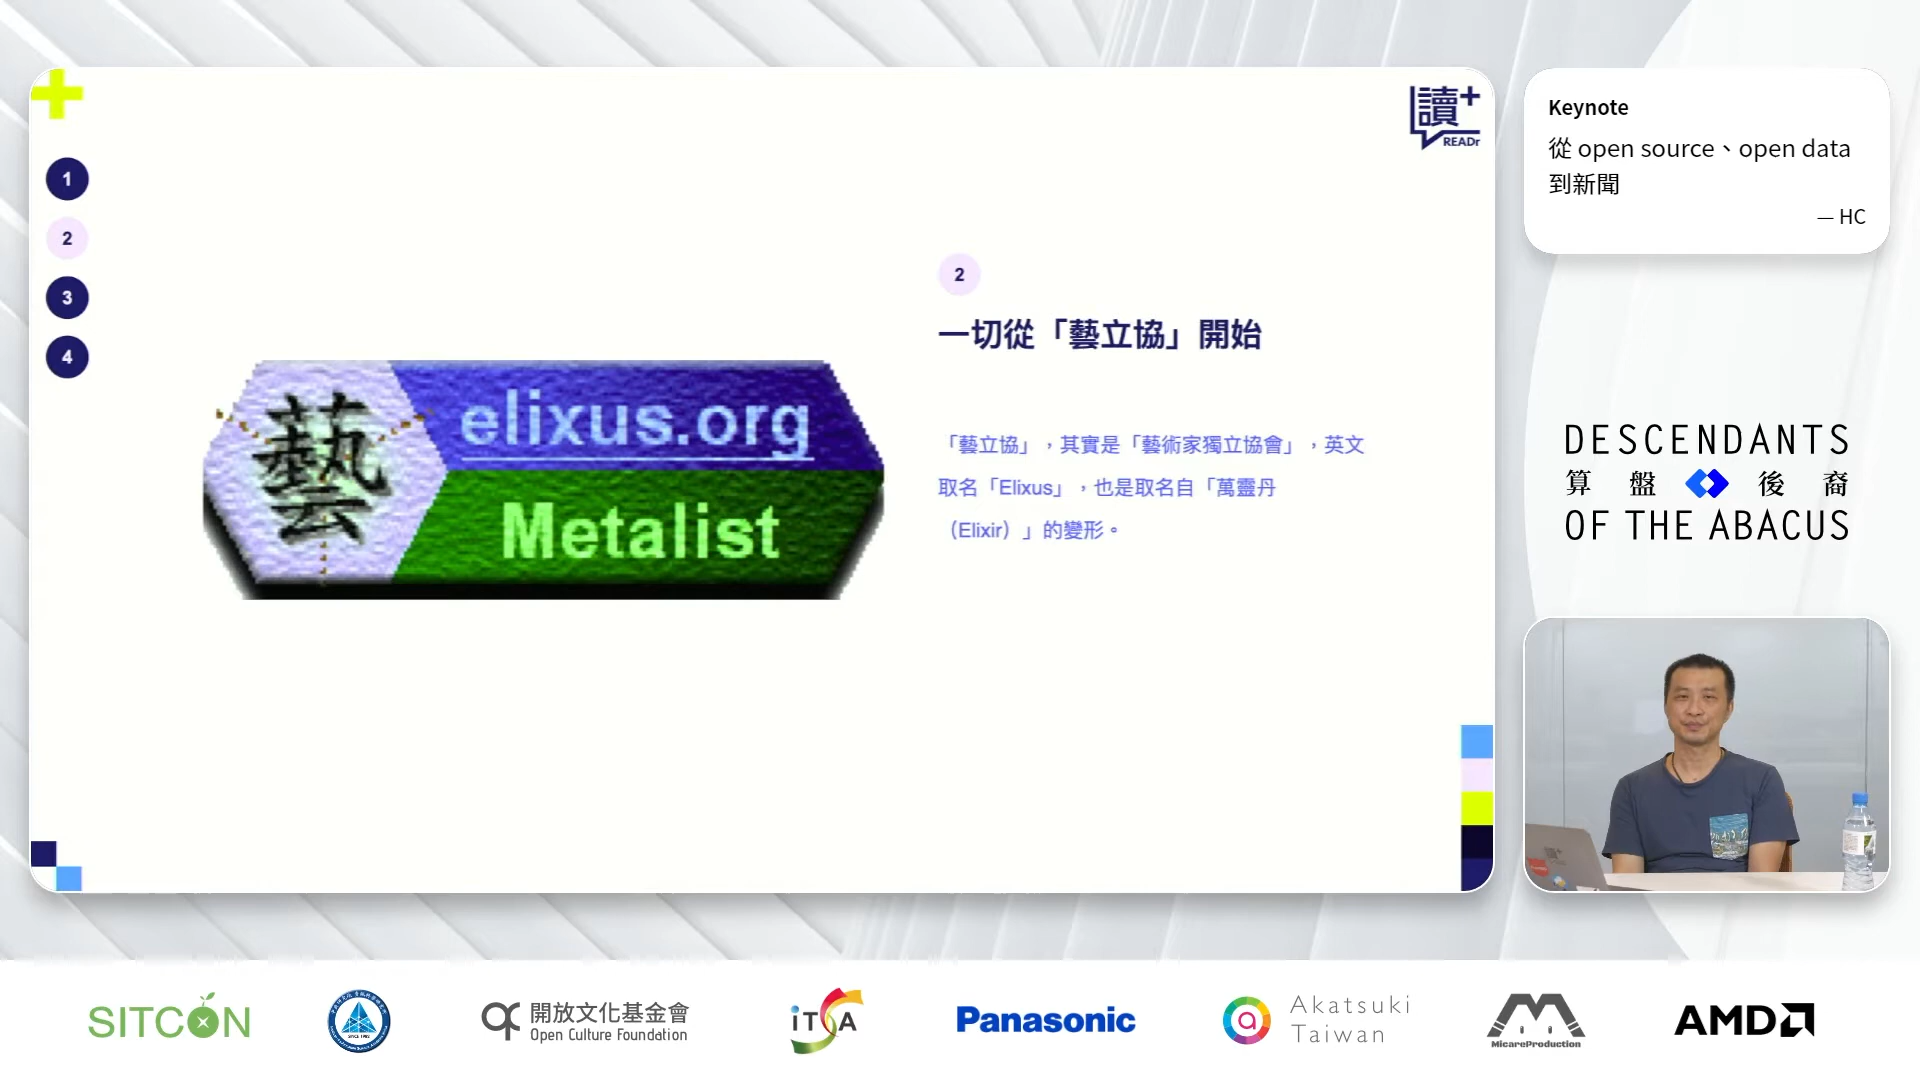 讀+
READr
1
2
3
4
藝
elixus.org
Metalist
2
一切從「藝立協」開始
「藝立協」，其實是「藝術家獨立協會」，英文
取名「Elixus」，也是取名自「萬靈丹
（Elixir）」的變形。
Keynote
從 open source、open data
到新聞
— HC
DESCENDANTS
算盤後裔
OF THE ABACUS
SITCON
開放文化基金會
Open Culture Foundation
iTSA
Panasonic
Akatsuki
Taiwan
MicareProduction
AMD